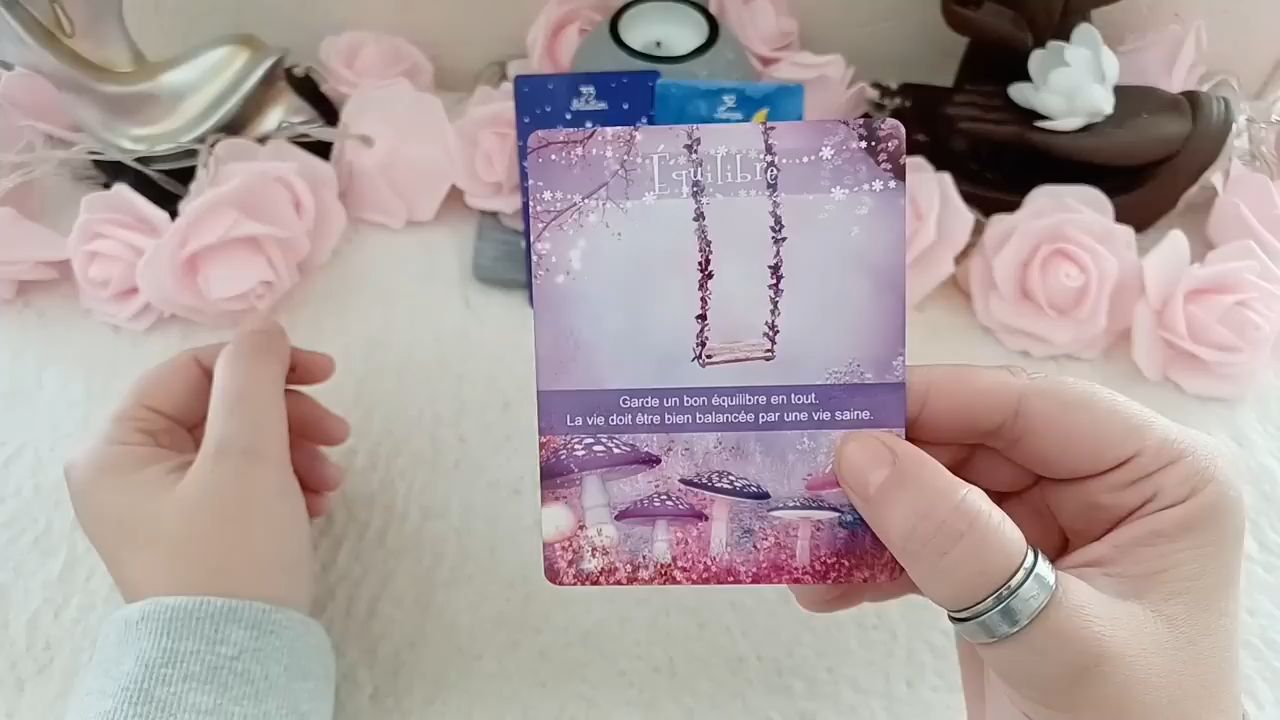 Équilibre
Garde un bon équilibre en tout.
La vie doit être bien balancée par une vie saine.